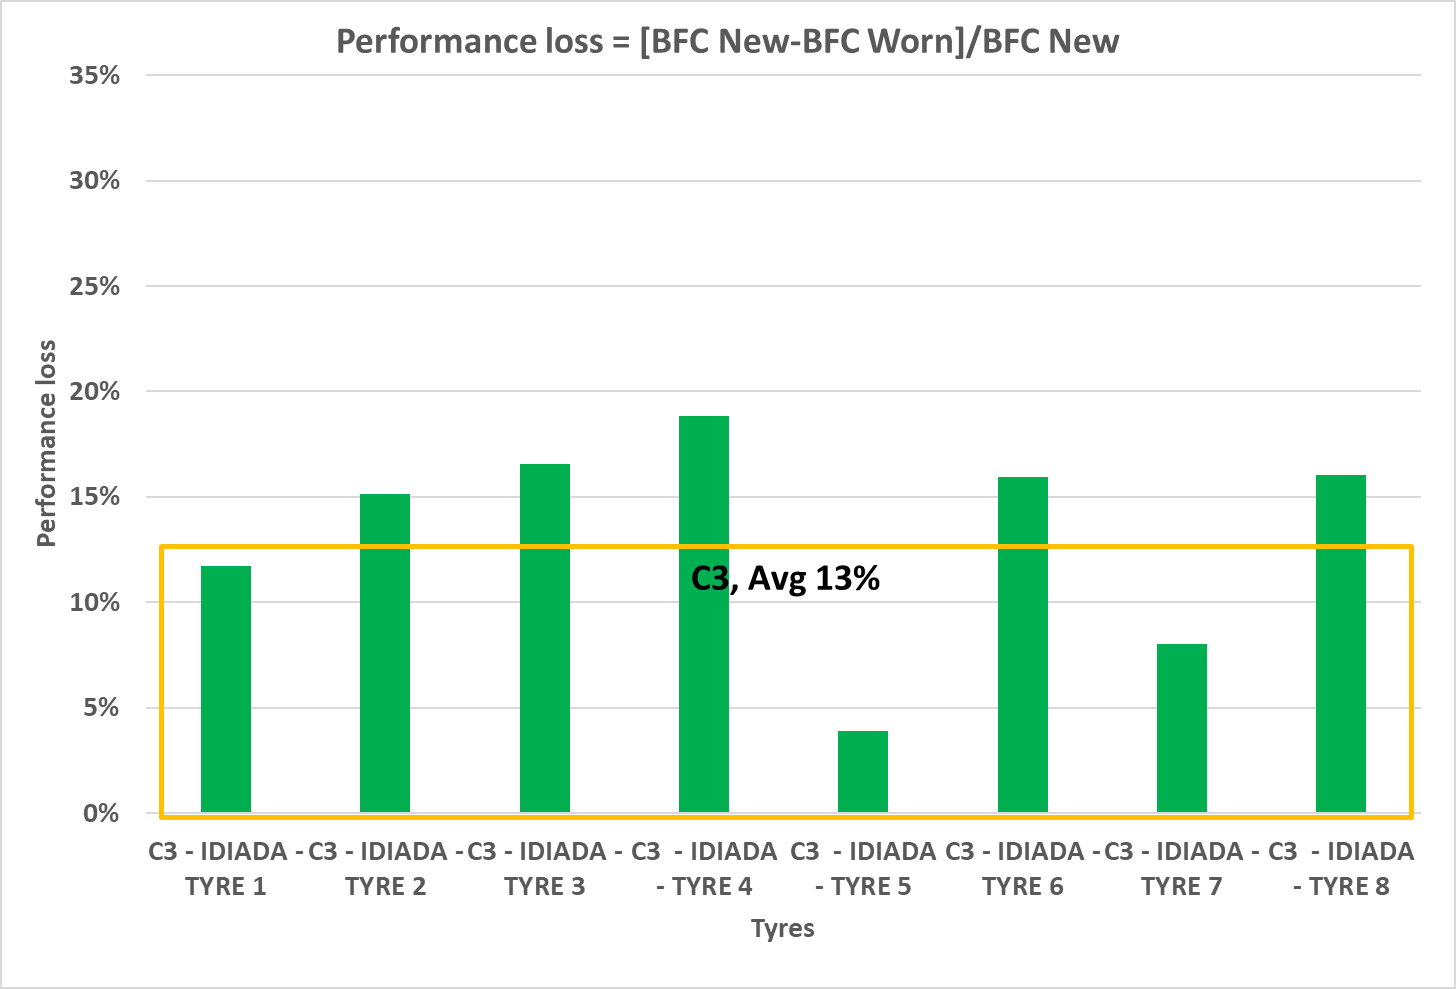 Performance loss = [BFC New-BFC Worn]/BFC New
35%
30%
25%
20%
15%
10%
5%
0%
Performance loss
C3, Avg 13%
C3 - IDIADA -
TYRE 1
C3 - IDIADA -
TYRE 2
C3 - IDIADA -
TYRE 3
C3  - IDIADA
- TYRE 4
C3  - IDIADA
- TYRE 5
C3 - IDIADA -
TYRE 6
C3 - IDIADA -
TYRE 7
C3  - IDIADA
- TYRE 8
Tyres